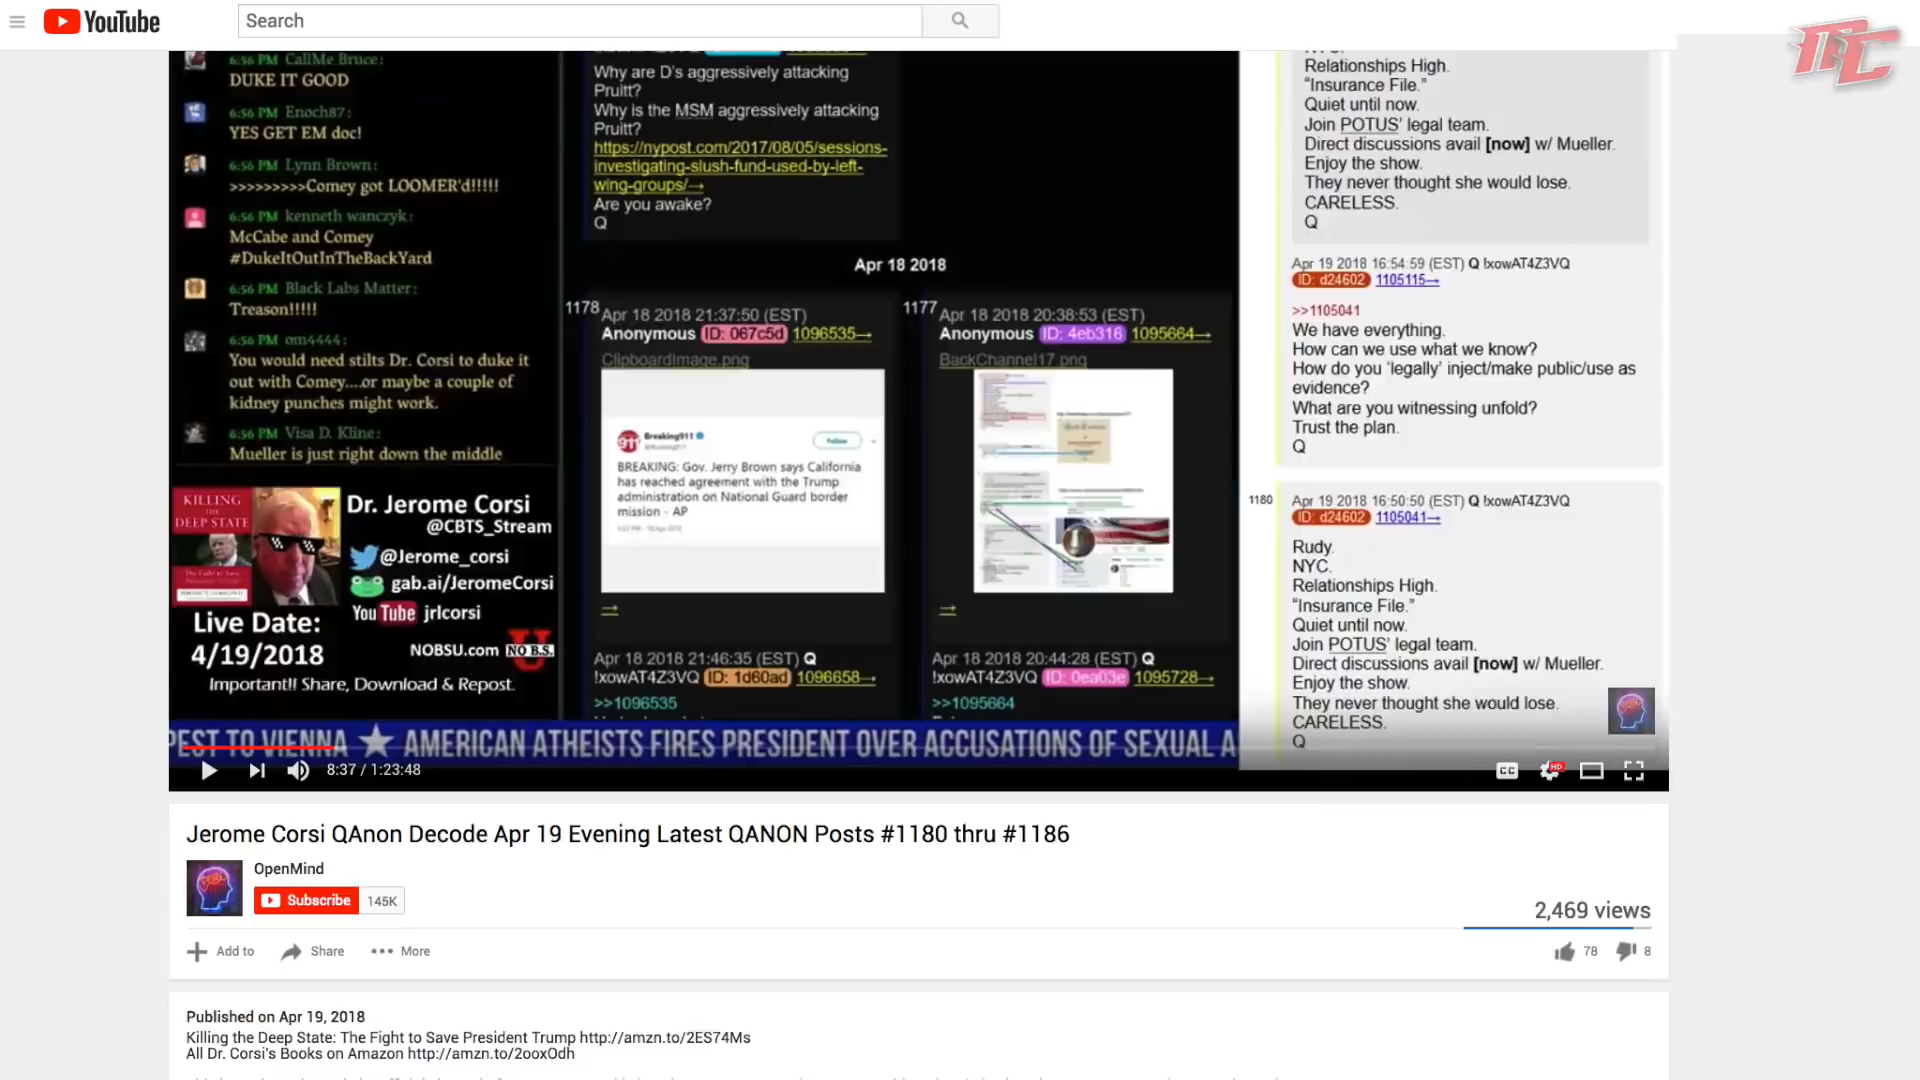 YouTube
Search
6:56 PM CallMe Bruce:
DUKE IT GOOD
6:56 PM Enoch87:
YES GET EM doc!
6:56 PM Lynn Brown:
>>>>>>>>>Comey got LOOMER'd!!!!!
6:56 PM kenneth wanczyk:
McCabe and Comey
#DukeItOutInTheBackYard
6:56 PM Black Labs Matter:
Treason!!!!!
6:56 PM om4444:
You would need stilts Dr. Corsi to duke it
out with Comey....or maybe a couple of
kidney punches might work.
6:56 PM Visa D. Kline:
Mueller is just right down the middle
KILLING
THE
DEEP STATE
Dr. Jerome Corsi
@CBTS_Stream
@Jerome_corsi
gab.ai/JeromeCorsi
YouTube jrlcorsi
Live Date:
4/19/2018
NOBSU.com NO B.S.
U
Important!! Share, Download & Repost.
Why are D's aggressively attacking
Pruitt?
Why is the MSM aggressively attacking
Pruitt?
https://nypost.com/2017/08/05/sessions-
investigating-slush-fund-used-by-left-
wing-groups/→
Are you awake?
Q
Apr 18 2018
1178 Apr 18 2018 21:37:50 (EST)
Anonymous ID: 067c5d 1096535→
ClipboardImage.png
911
Breaking911
Follow
BREAKING: Gov. Jerry Brown says California
has reached agreement with the Trump
administration on National Guard border
mission - AP
→
Apr 18 2018 21:46:35 (EST) Q
!xowAT4Z3VQ ID: 1d60ad 1096658→
>>1096535
1177 Apr 18 2018 20:38:53 (EST)
Anonymous ID: 4eb316 1095664→
BackChannel17.png
→
Apr 18 2018 20:44:28 (EST) Q
!xowAT4Z3VQ ID: 0ea03e 1095728→
>>1095664
NYC.
Relationships High.
“Insurance File.”
Quiet until now.
Join POTUS’ legal team.
Direct discussions avail [now] w/ Mueller.
Enjoy the show.
They never thought she would lose.
CARELESS.
Q
Apr 19 2018 16:54:59 (EST) Q !xowAT4Z3VQ
ID: d24602 1105115→
>>1105041
We have everything.
How can we use what we know?
How do you ‘legally’ inject/make public/use as
evidence?
What are you witnessing unfold?
Trust the plan.
Q
1180 Apr 19 2018 16:50:50 (EST) Q !xowAT4Z3VQ
ID: d24602 1105041→
Rudy.
NYC.
Relationships High.
“Insurance File.”
Quiet until now.
Join POTUS’ legal team.
Direct discussions avail [now] w/ Mueller.
Enjoy the show.
They never thought she would lose.
CARELESS.
Q
PEST TO VIENNA ★ AMERICAN ATHEISTS FIRES PRESIDENT OVER ACCUSATIONS OF SEXUAL A
8:37 / 1:23:48
CC
HD
Jerome Corsi QAnon Decode Apr 19 Evening Latest QANON Posts #1180 thru #1186
OpenMind
Subscribe 145K
2,469 views
Add to
Share
More
78
8
Published on Apr 19, 2018
Killing the Deep State: The Fight to Save President Trump http://amzn.to/2ES74Ms
All Dr. Corsi's Books on Amazon http://amzn.to/2ooxOdh